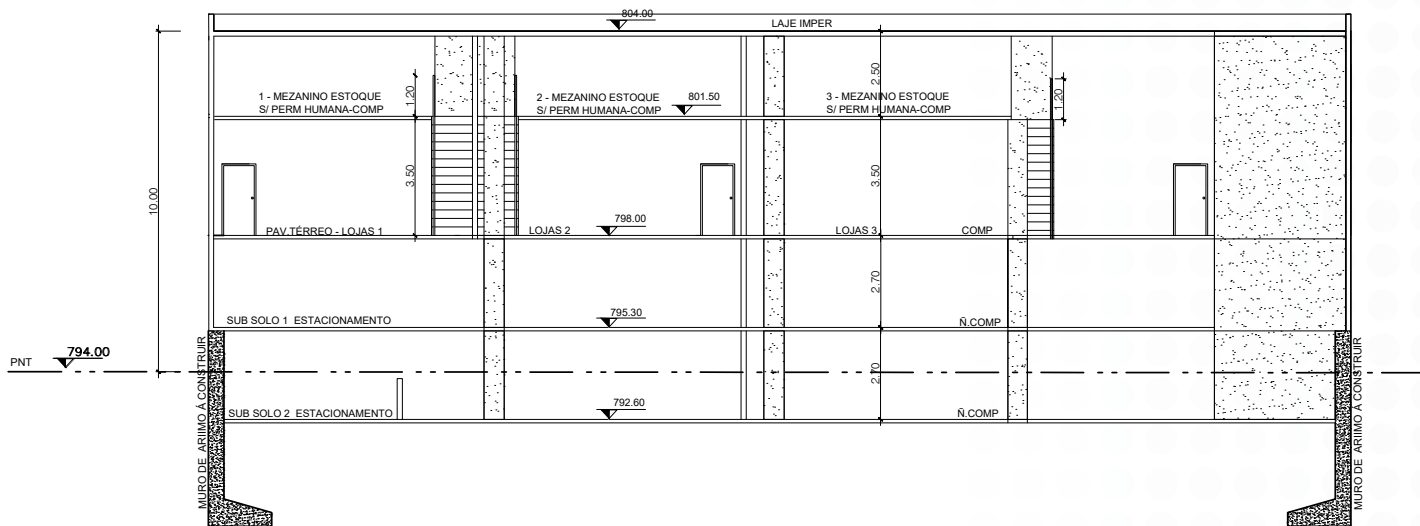 804.00
LAJE IMPER
1 - MEZANINO ESTOQUE
S/ PERM HUMANA-COMP
1.20
2 - MEZANINO ESTOQUE
S/ PERM HUMANA-COMP
801.50
3 - MEZANINO ESTOQUE
S/ PERM HUMANA-COMP
2.50
1.20
10.00
3.50
3.50
PAV.TÉRREO - LOJAS 1
LOJAS 2
798.00
LOJAS 3
COMP
2.70
SUB SOLO 1 ESTACIONAMENTO
795.30
Ñ.COMP
PNT
794.00
2.70
SUB SOLO 2 ESTACIONAMENTO
792.60
Ñ.COMP
MURO DE ARIIMO À CONSTRUIR
MURO DE ARIIMO À CONSTRUIR